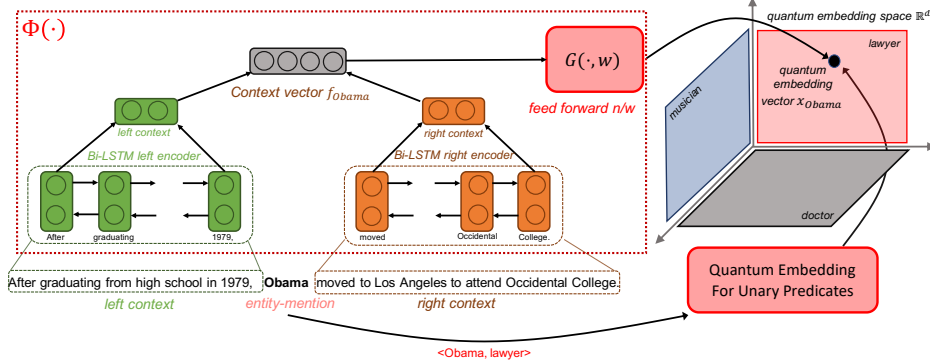 Φ(·)
quantum embedding space ℝᵈ
lawyer
G(·, w)
quantum
embedding
vector x_Obama
Context vector f_Obama
feed forward n/w
musician
left context
right context
Bi-LSTM left encoder
Bi-LSTM right encoder
After
graduating
1979,
moved
Occidental
College.
doctor
After graduating from high school in 1979, Obama moved to Los Angeles to attend Occidental College.
left context
entity-mention
right context
Quantum Embedding
For Unary Predicates
<Obama, lawyer>